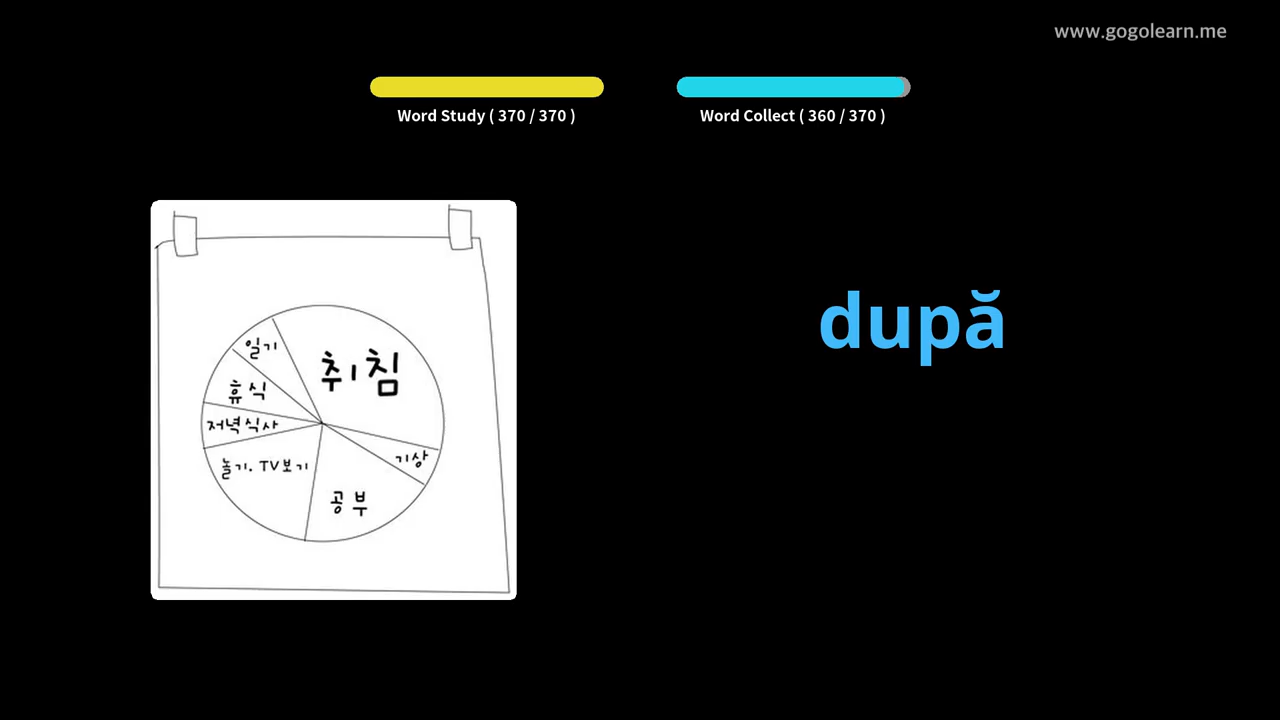 www.gogolearn.me
Word Study ( 370 / 370 )
Word Collect ( 360 / 370 )
după
일기
취침
휴식
저녁식사
놀기. TV보기
기상
공부